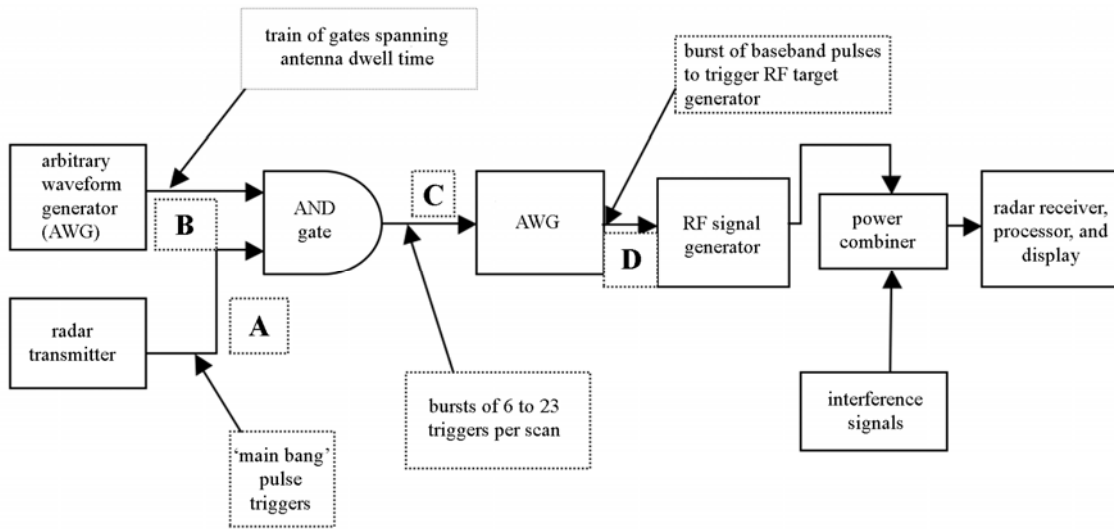 train of gates spanning
antenna dwell time
burst of baseband pulses
to trigger RF target
generator
arbitrary
waveform
generator
(AWG)
B
AND
gate
C
AWG
D
RF signal
generator
power
combiner
radar receiver,
processor, and
display
radar
transmitter
A
'main bang'
pulse
triggers
bursts of 6 to 23
triggers per scan
interference
signals